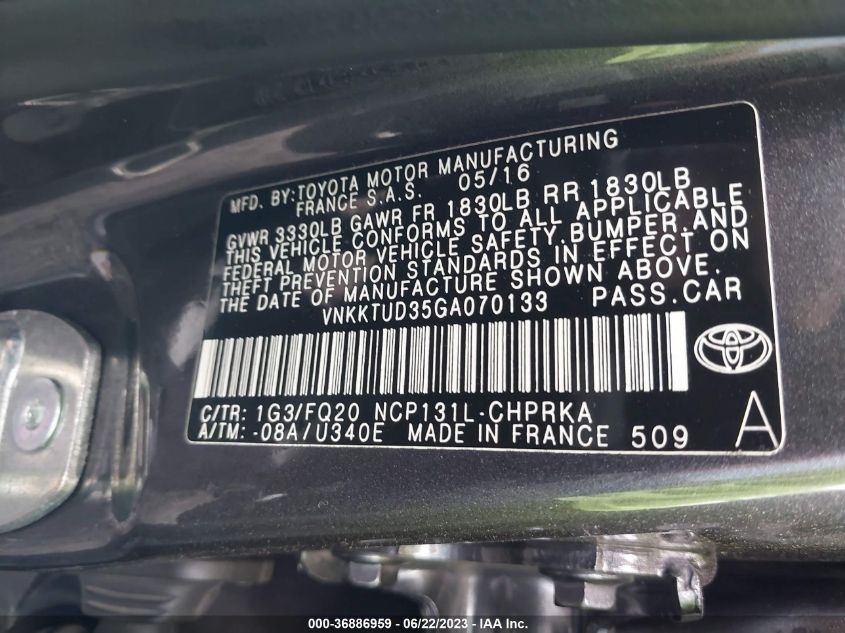 MFD. BY:TOYOTA MOTOR MANUFACTURING
FRANCE S.A.S. 05/16
GVWR 3330LB GAWR FR 1830LB RR 1830LB
THIS VEHICLE CONFORMS TO ALL APPLICABLE
FEDERAL MOTOR VEHICLE SAFETY, BUMPER, AND
THEFT PREVENTION STANDARDS IN EFFECT ON
THE DATE OF MANUFACTURE SHOWN ABOVE.
VNKKTUD35GA070133 PASS.CAR
C/TR: 1G3/FQ20 NCP131L-CHPRKA
A/TM: -08A/U340E MADE IN FRANCE 509 A
000-36886959 - 06/22/2023 - IAA Inc.